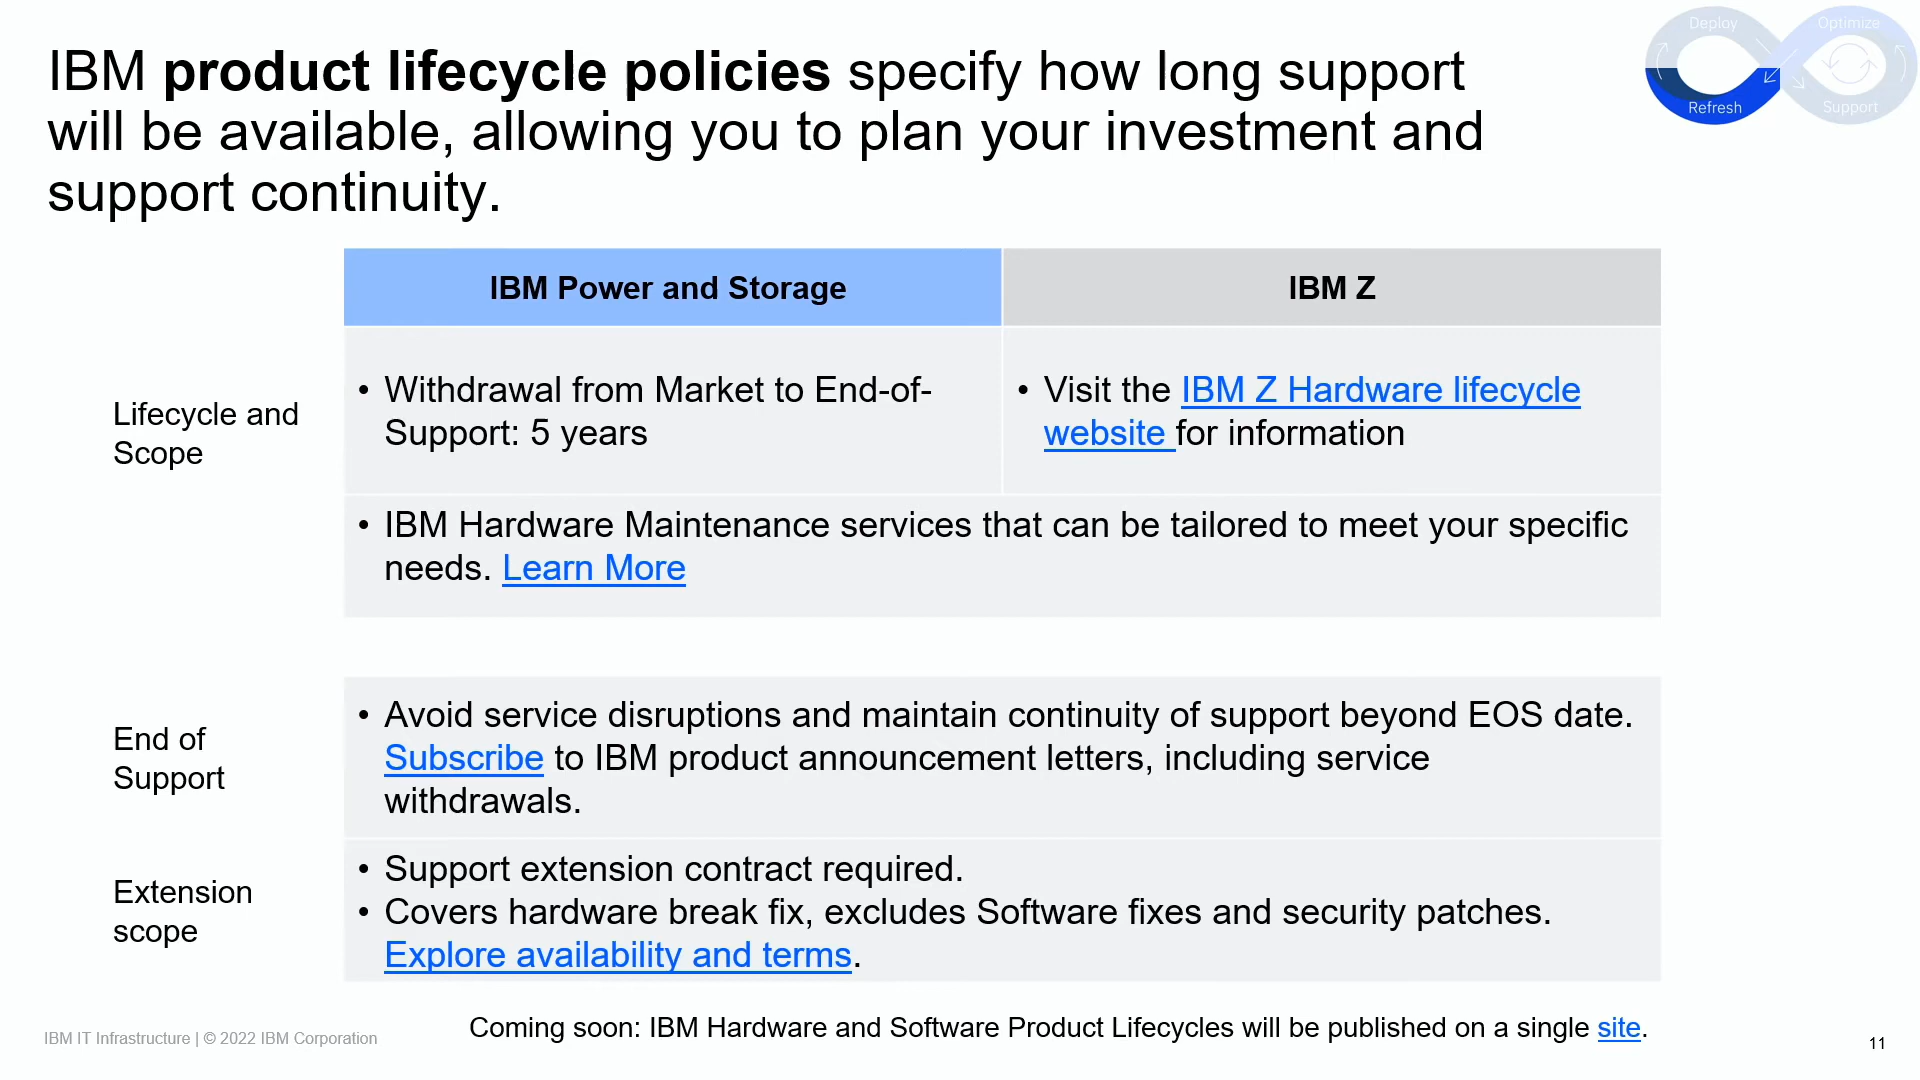 IBM product lifecycle policies specify how long support
will be available, allowing you to plan your investment and
support continuity.
Deploy
Optimize
Refresh
Support
IBM Power and Storage
IBM Z
Lifecycle and
Scope
• Withdrawal from Market to End-of-
Support: 5 years
• Visit the IBM Z Hardware lifecycle
website for information
• IBM Hardware Maintenance services that can be tailored to meet your specific
needs. Learn More
End of
Support
• Avoid service disruptions and maintain continuity of support beyond EOS date.
Subscribe to IBM product announcement letters, including service
withdrawals.
Extension
scope
• Support extension contract required.
• Covers hardware break fix, excludes Software fixes and security patches.
Explore availability and terms.
IBM IT Infrastructure | © 2022 IBM Corporation
Coming soon: IBM Hardware and Software Product Lifecycles will be published on a single site.
11